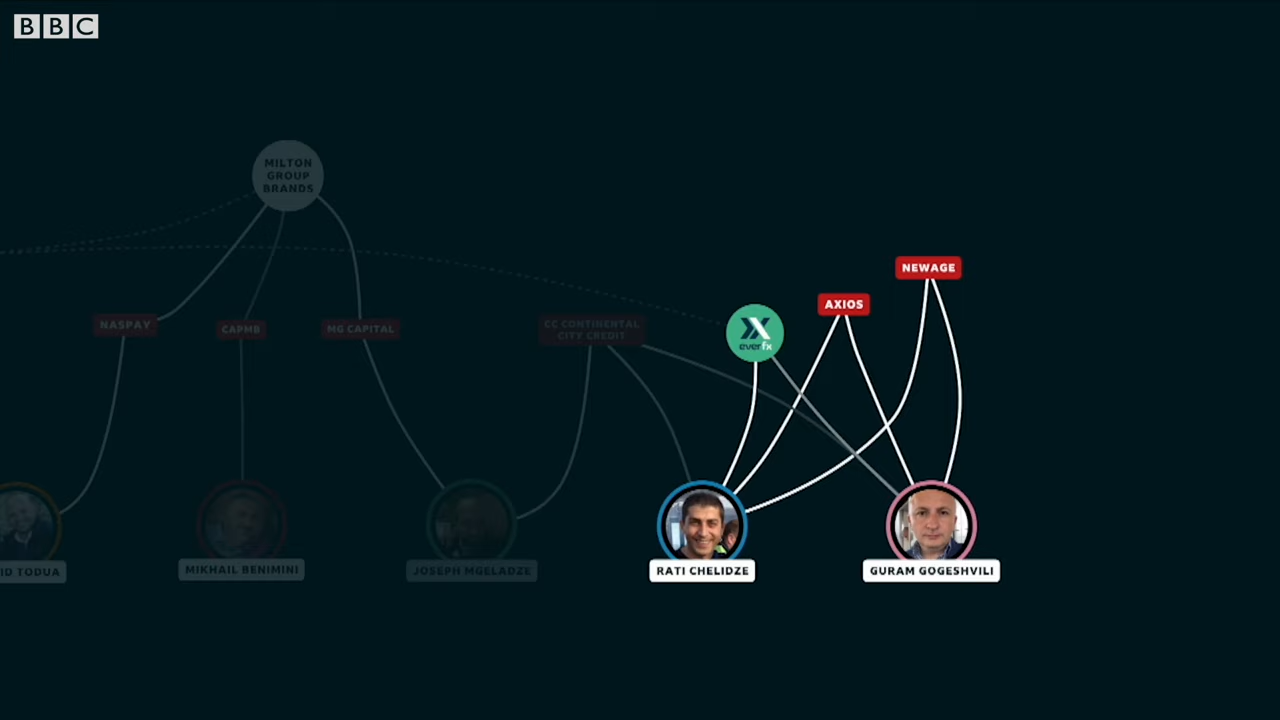 BBC
MILTON
GROUP
BRANDS
NEWAGE
AXIOS
NASPAY
CAPMB
MG CAPITAL
CC CONTINENTAL
CITY CREDIT
everfx
ID TODUA
MIKHAIL BENIMINI
JOSEPH MGELADZE
RATI CHELIDZE
GURAM GOGESHVILI